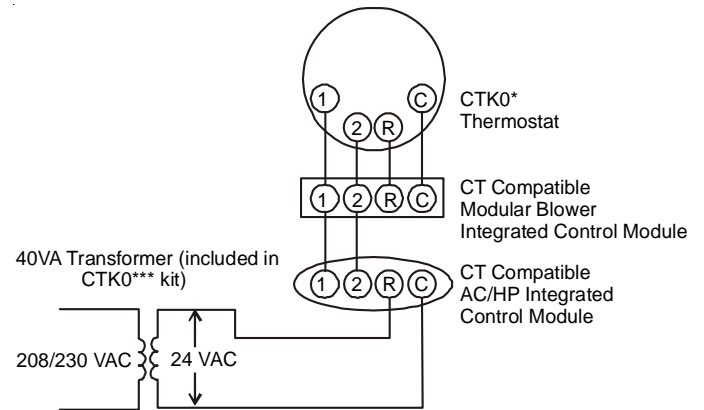 1 C
2 R
CTK0*
Thermostat
1 2 R C
CT Compatible
Modular Blower
Integrated Control Module
40VA Transformer (included in
CTK0*** kit)
1 2 R C
CT Compatible
AC/HP Integrated
Control Module
208/230 VAC
24 VAC